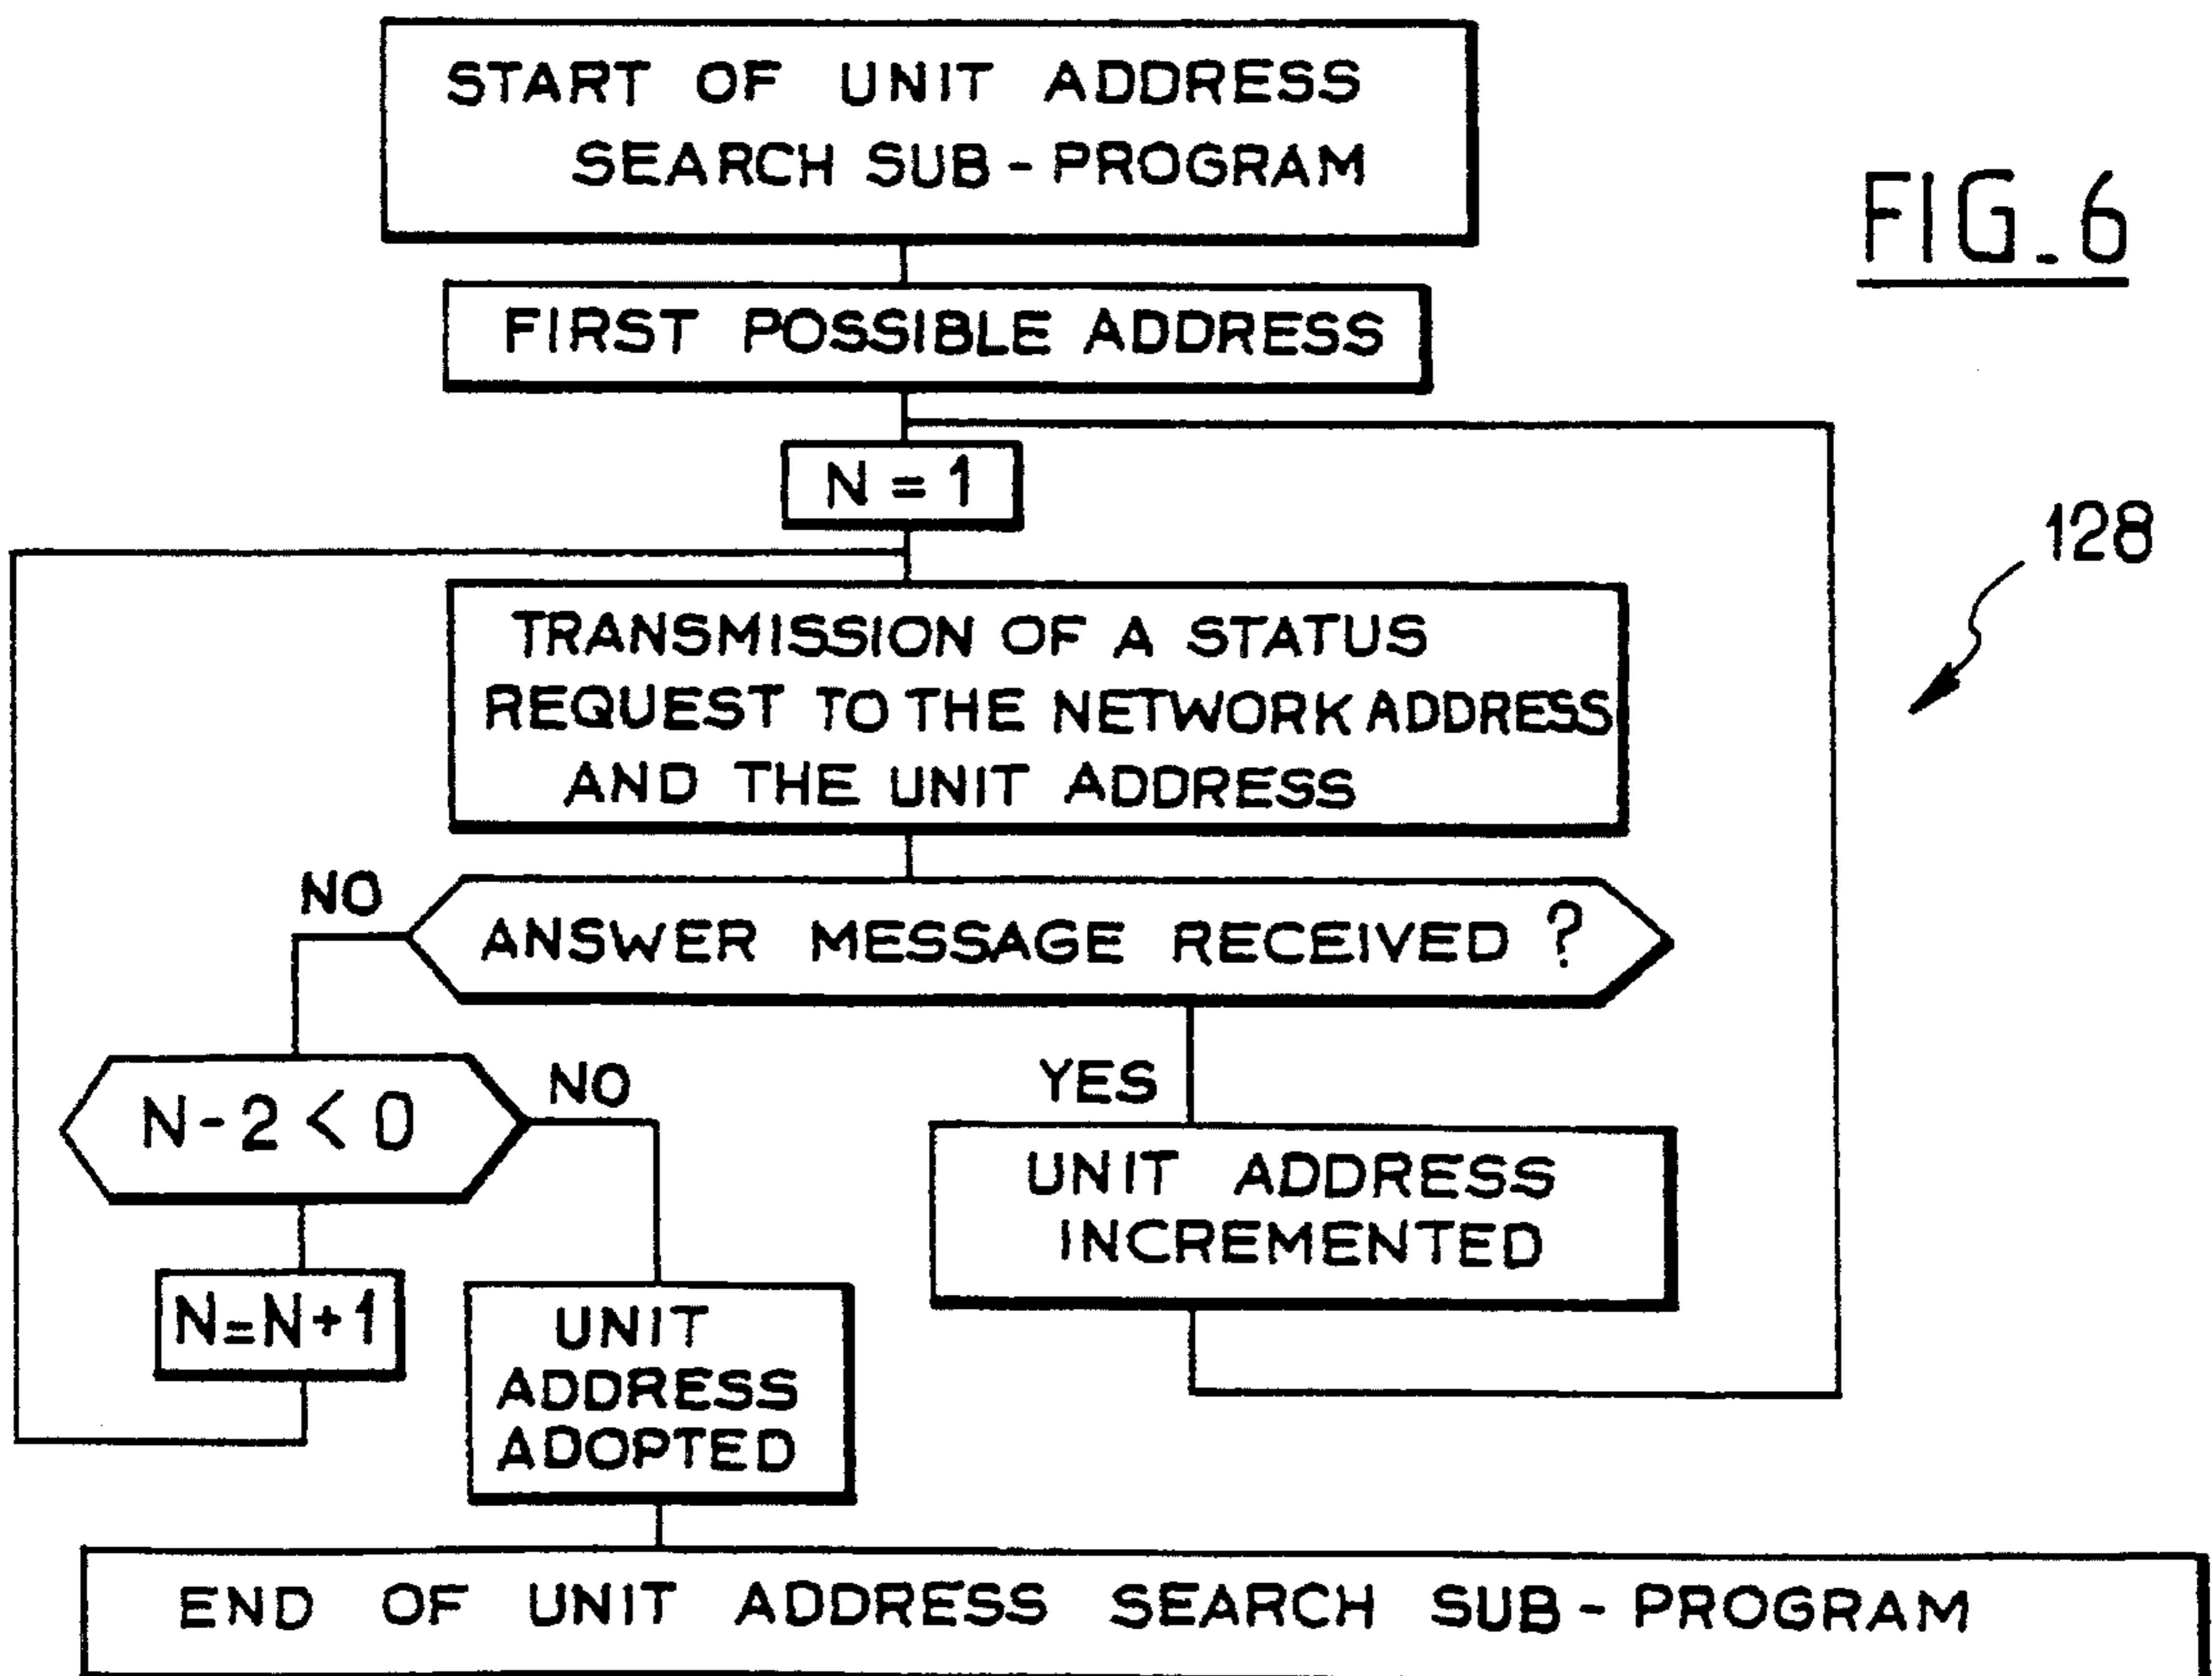 START OF UNIT ADDRESS
SEARCH SUB-PROGRAM
FIG.6
FIRST POSSIBLE ADDRESS
N = 1
128
TRANSMISSION OF A STATUS
REQUEST TO THE NETWORK ADDRESS
AND THE UNIT ADDRESS
NO
ANSWER MESSAGE RECEIVED ?
N-2 < 0
NO
YES
UNIT ADDRESS
INCREMENTED
N=N+1
UNIT
ADDRESS
ADOPTED
END OF UNIT ADDRESS SEARCH SUB-PROGRAM